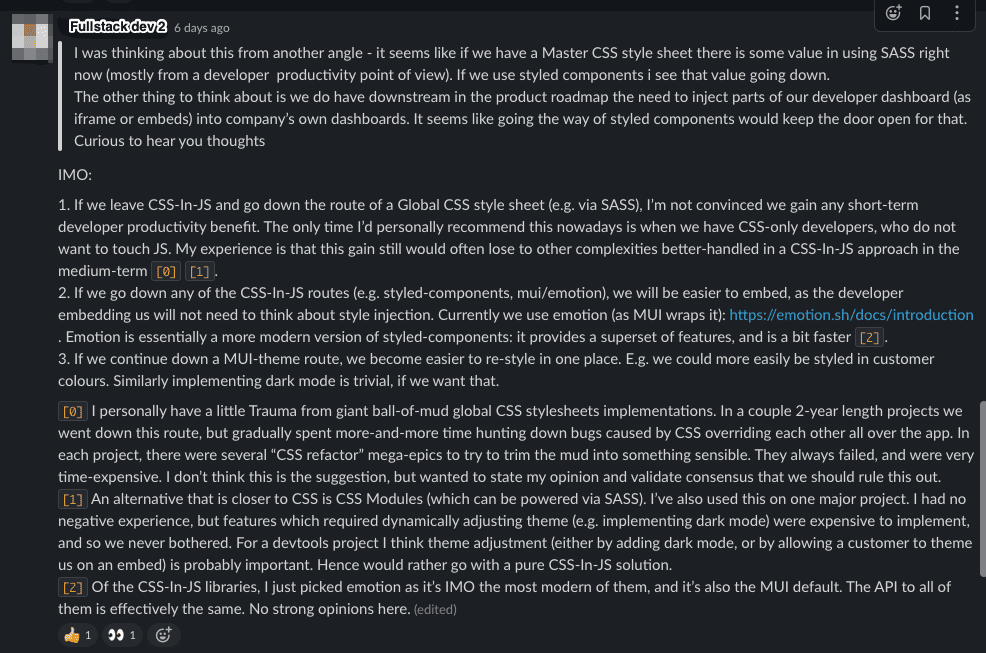 Fullstack dev 2 6 days ago
I was thinking about this from another angle - it seems like if we have a Master CSS style sheet there is some value in using SASS right
now (mostly from a developer productivity point of view). If we use styled components i see that value going down.
The other thing to think about is we do have downstream in the product roadmap the need to inject parts of our developer dashboard (as
iframe or embeds) into company's own dashboards. It seems like going the way of styled components would keep the door open for that.
Curious to hear you thoughts
IMO:
1. If we leave CSS-In-JS and go down the route of a Global CSS style sheet (e.g. via SASS), I'm not convinced we gain any short-term
developer productivity benefit. The only time I'd personally recommend this nowadays is when we have CSS-only developers, who do not
want to touch JS. My experience is that this gain still would often lose to other complexities better-handled in a CSS-In-JS approach in the
medium-term [0] [1].
2. If we go down any of the CSS-In-JS routes (e.g. styled-components, mui/emotion), we will be easier to embed, as the developer
embedding us will not need to think about style injection. Currently we use emotion (as MUI wraps it): https://emotion.sh/docs/introduction
. Emotion is essentially a more modern version of styled-components: it provides a superset of features, and is a bit faster [2].
3. If we continue down a MUI-theme route, we become easier to re-style in one place. E.g. we could more easily be styled in customer
colours. Similarly implementing dark mode is trivial, if we want that.
[0] I personally have a little Trauma from giant ball-of-mud global CSS stylesheets implementations. In a couple 2-year length projects we
went down this route, but gradually spent more-and-more time hunting down bugs caused by CSS overriding each other all over the app. In
each project, there were several "CSS refactor" mega-epics to try to trim the mud into something sensible. They always failed, and were very
time-expensive. I don't think this is the suggestion, but wanted to state my opinion and validate consensus that we should rule this out.
[1] An alternative that is closer to CSS is CSS Modules (which can be powered via SASS). I've also used this on one major project. I had no
negative experience, but features which required dynamically adjusting theme (e.g. implementing dark mode) were expensive to implement,
and so we never bothered. For a devtools project I think theme adjustment (either by adding dark mode, or by allowing a customer to theme
us on an embed) is probably important. Hence would rather go with a pure CSS-In-JS solution.
[2] Of the CSS-In-JS libraries, I just picked emotion as it's IMO the most modern of them, and it's also the MUI default. The API to all of
them is effectively the same. No strong opinions here. (edited)
1 1